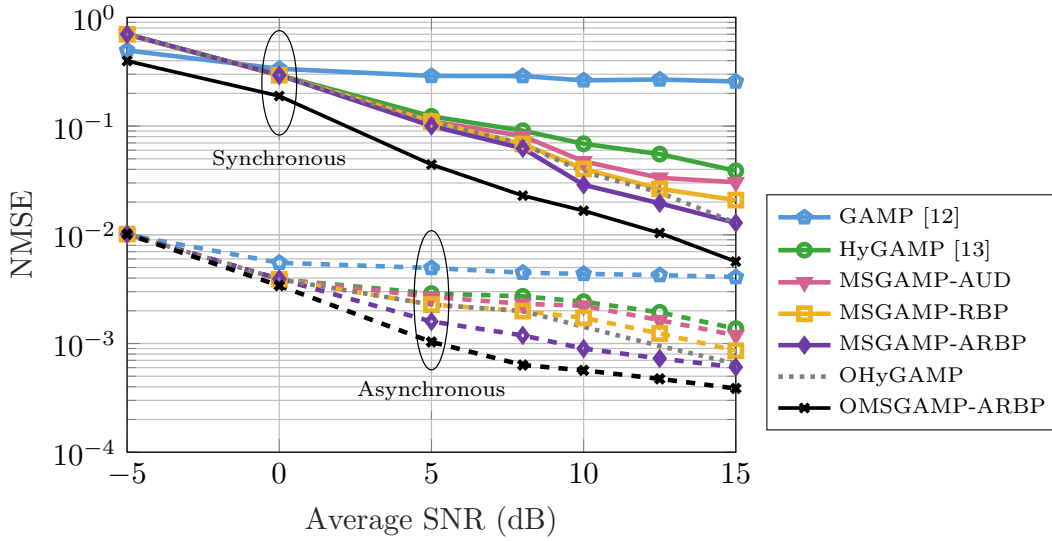 10^0
10^−1
10^−2
10^−3
10^−4
NMSE
Synchronous
Asynchronous
−5 0 5 10 15
Average SNR (dB)
GAMP [12]
HyGAMP [13]
MSGAMP-AUD
MSGAMP-RBP
MSGAMP-ARBP
OHyGAMP
OMSGAMP-ARBP